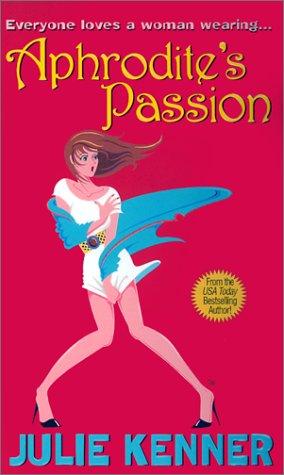 Everyone loves a woman wearing...
Aphrodite's
Passion
From the
USA Today
Bestselling
Author!
JULIE KENNER